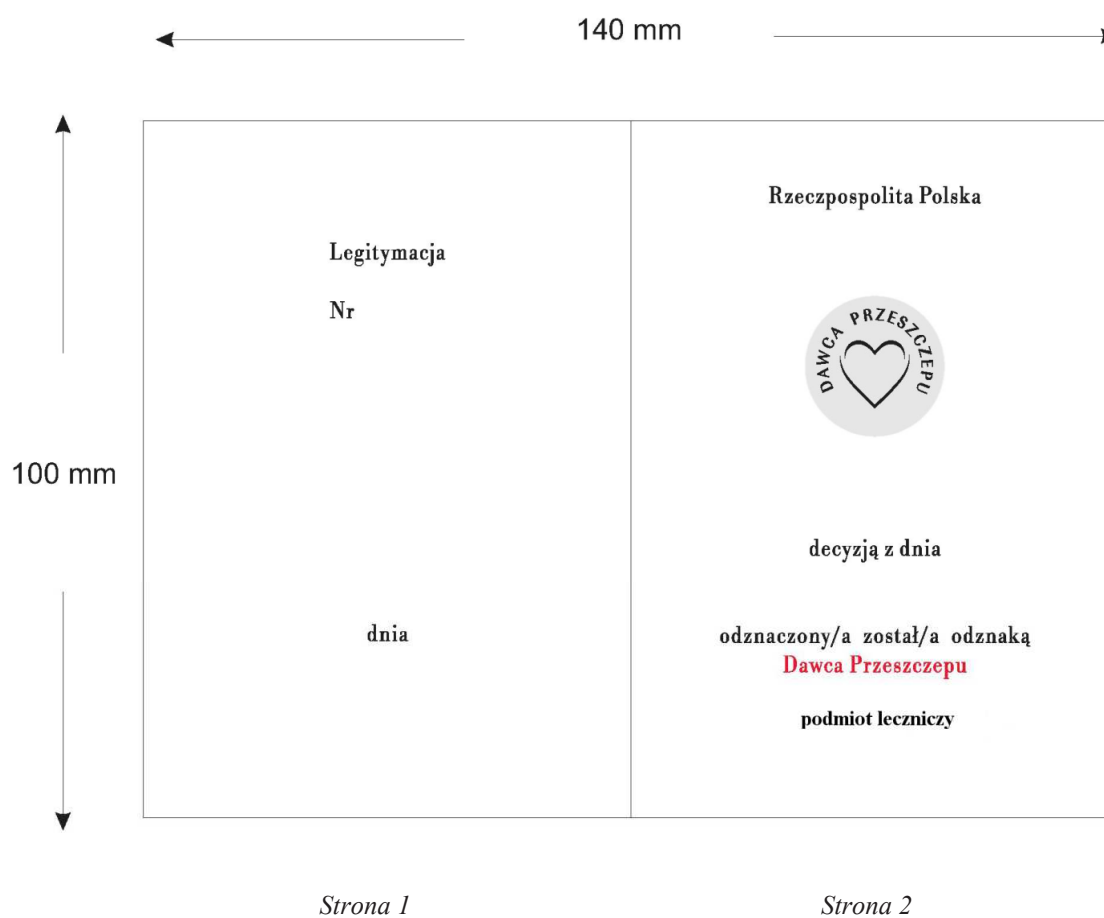 140 mm
100 mm
Legitymacja
Nr
dnia
Rzeczpospolita Polska
DAWCA PRZESZCZEPU
decyzją z dnia
odznaczony/a został/a odznaką
Dawca Przeszczepu
podmiot leczniczy
Strona 1
Strona 2